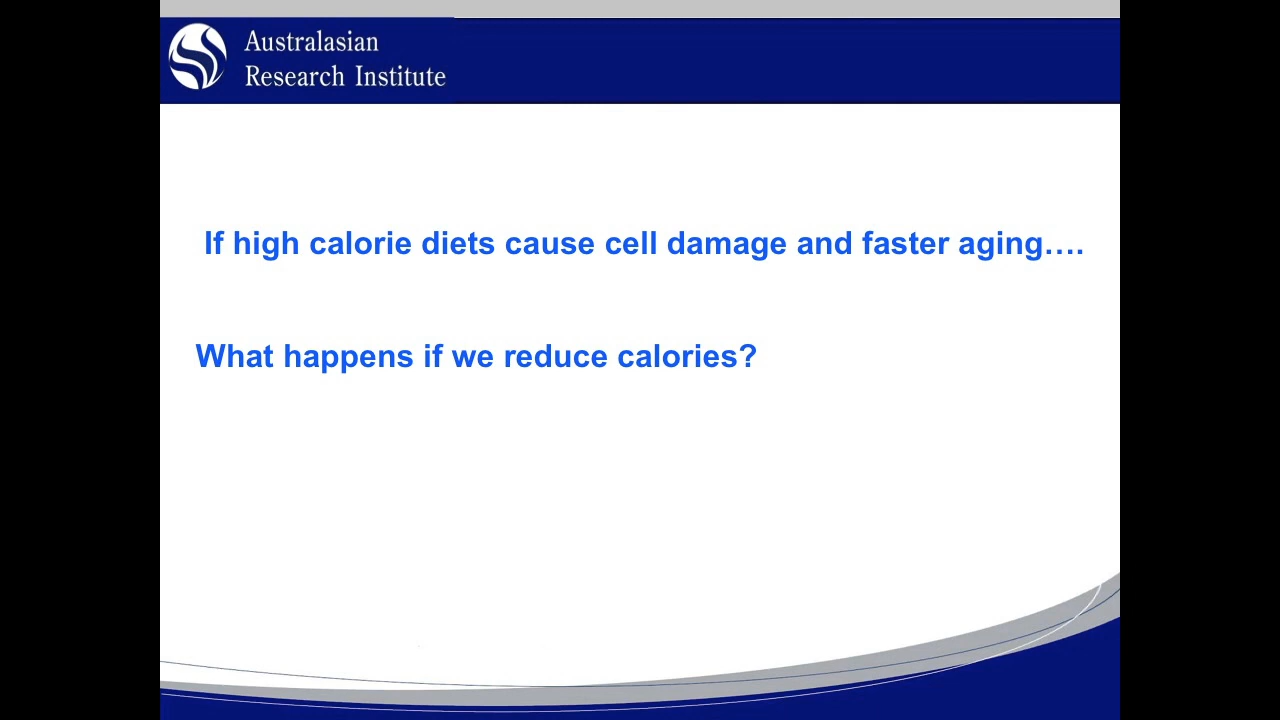 Australasian
Research Institute
If high calorie diets cause cell damage and faster aging….
What happens if we reduce calories?